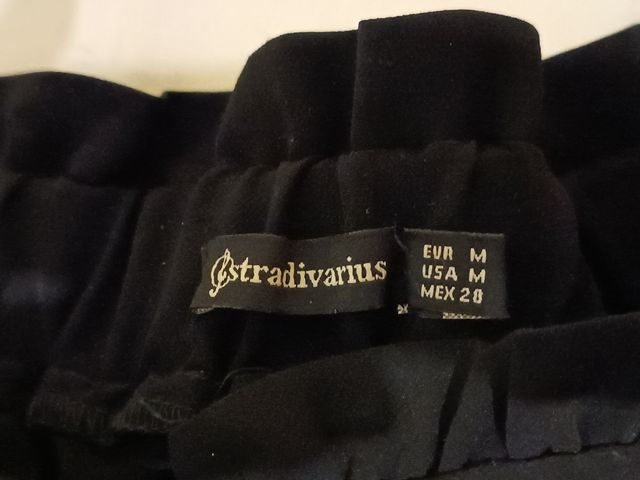 stradivarius
EUR M
USA M
MEX 28